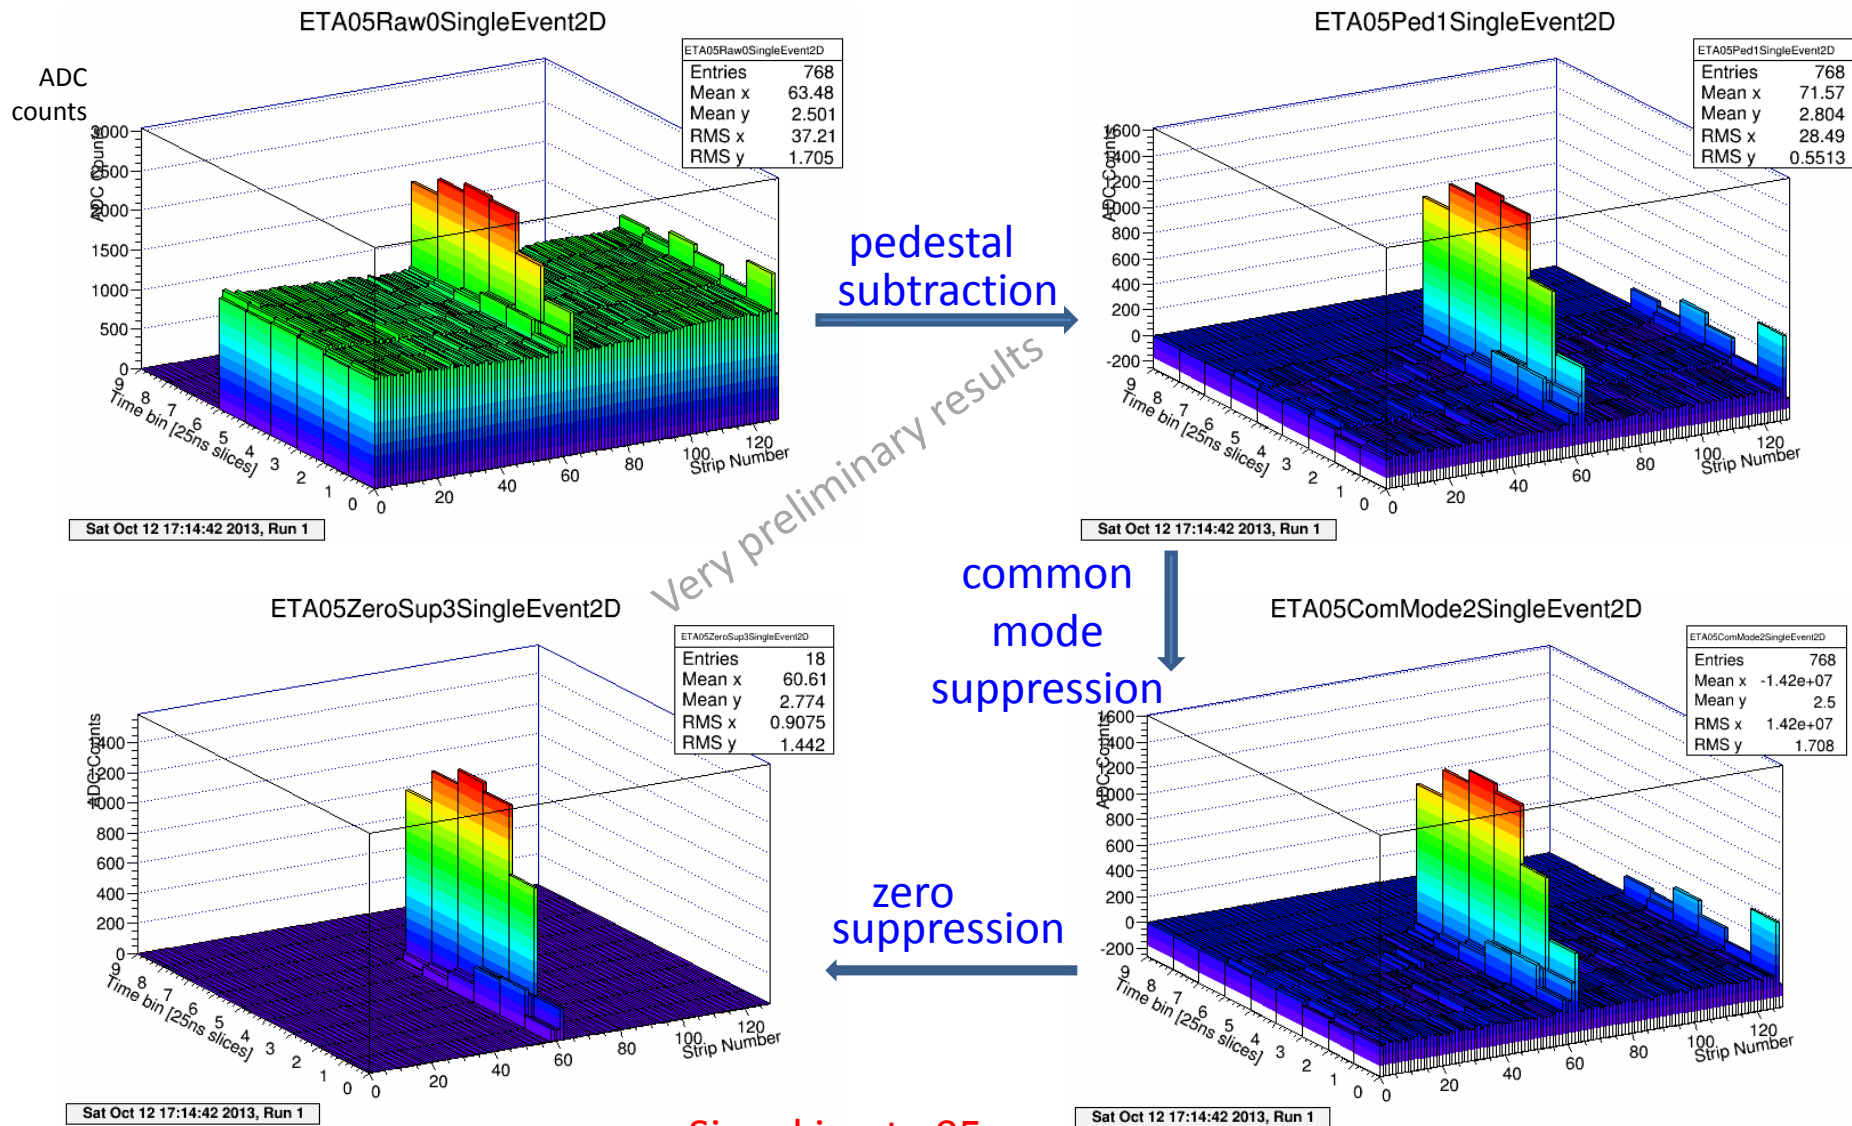 ETA05Raw0SingleEvent2D
ADC
counts
ETA05Raw0SingleEvent2D
Entries 768
Mean x 63.48
Mean y 2.501
RMS x 37.21
RMS y 1.705
ADC Counts
3000
2500
2000
1500
1000
500
0
9 8 7 6 5 4 3 2 1 0
Time bin [25ns slices]
0 20 40 60 80 100 120
Strip Number
Sat Oct 12 17:14:42 2013, Run 1
pedestal
subtraction
ETA05Ped1SingleEvent2D
ETA05Ped1SingleEvent2D
Entries 768
Mean x 71.57
Mean y 2.804
RMS x 28.49
RMS y 0.5513
ADC Counts
1600
1400
1200
1000
800
600
400
200
0
-200
9 8 7 6 5 4 3 2 1 0
Time bin [25ns slices]
0 20 40 60 80 100 120
Strip Number
Sat Oct 12 17:14:42 2013, Run 1
Very preliminary results
common
mode
suppression
ETA05ZeroSup3SingleEvent2D
ETA05ZeroSup3SingleEvent2D
Entries 18
Mean x 60.61
Mean y 2.774
RMS x 0.9075
RMS y 1.442
ADC Counts
1400
1200
1000
800
600
400
200
0
9 8 7 6 5 4 3 2 1 0
Time bin [25ns slices]
0 20 40 60 80 100 120
Strip Number
Sat Oct 12 17:14:42 2013, Run 1
zero
suppression
ETA05ComMode2SingleEvent2D
ETA05ComMode2SingleEvent2D
Entries 768
Mean x -1.42e+07
Mean y 2.5
RMS x 1.42e+07
RMS y 1.708
ADC Counts
1600
1400
1200
1000
800
600
400
200
0
-200
9 8 7 6 5 4 3 2 1 0
Time bin [25ns slices]
0 20 40 60 80 100 120
Strip Number
Sat Oct 12 17:14:42 2013, Run 1